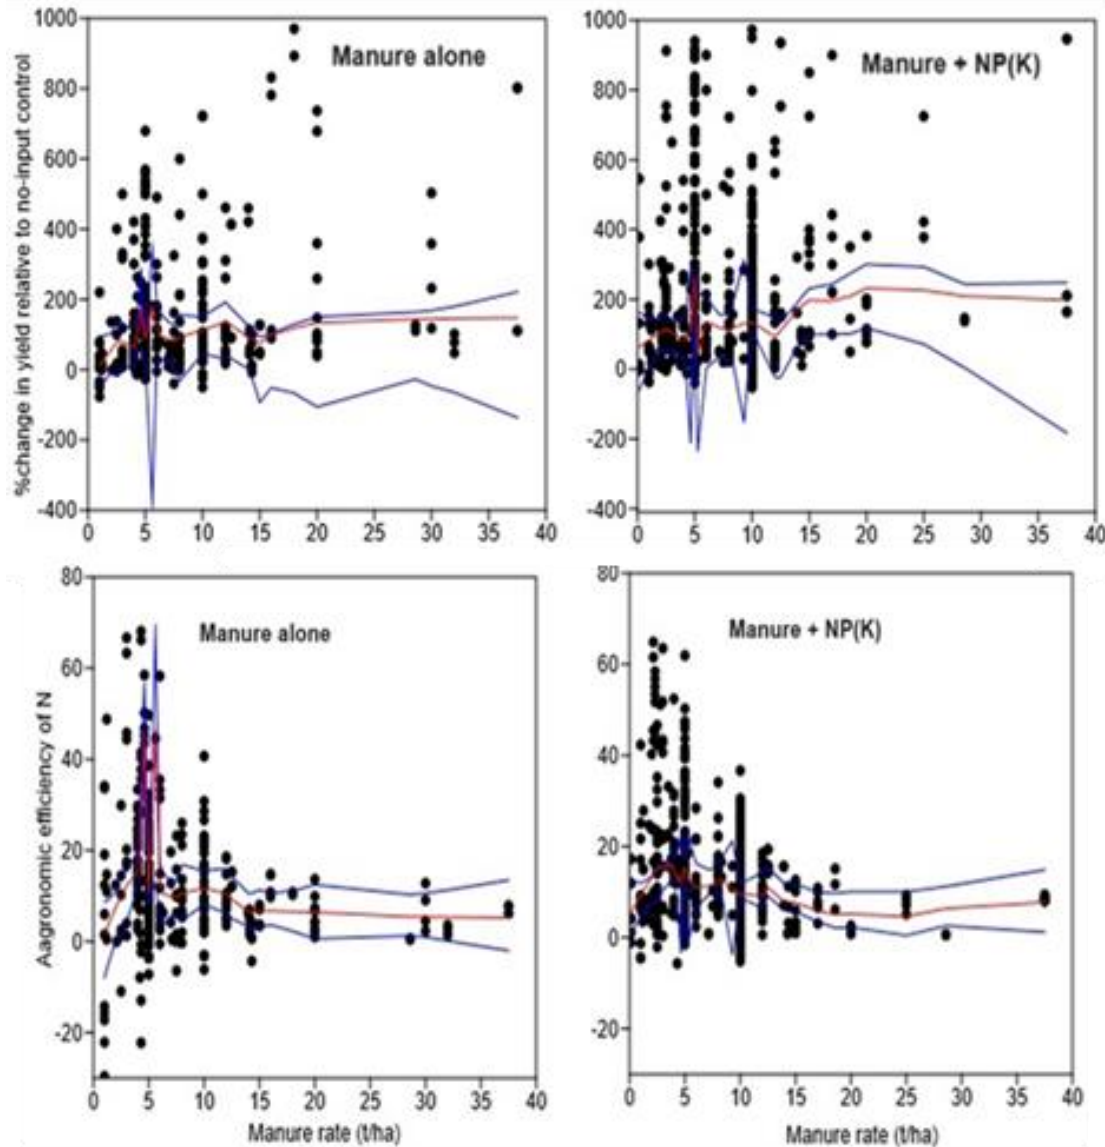 1000
800
600
400
200
0
-200
-400
%change in yield relative to no-input control
Manure alone
0 5 10 15 20 25 30 35 40
1000
800
600
400
200
0
-200
-400
Manure + NP(K)
0 5 10 15 20 25 30 35 40
80
60
40
20
0
-20
Aagronomic efficiency of N
Manure alone
0 5 10 15 20 25 30 35 40
Manure rate (t/ha)
80
60
40
20
0
-20
Manure + NP(K)
0 5 10 15 20 25 30 35 40
Manure rate (t/ha)